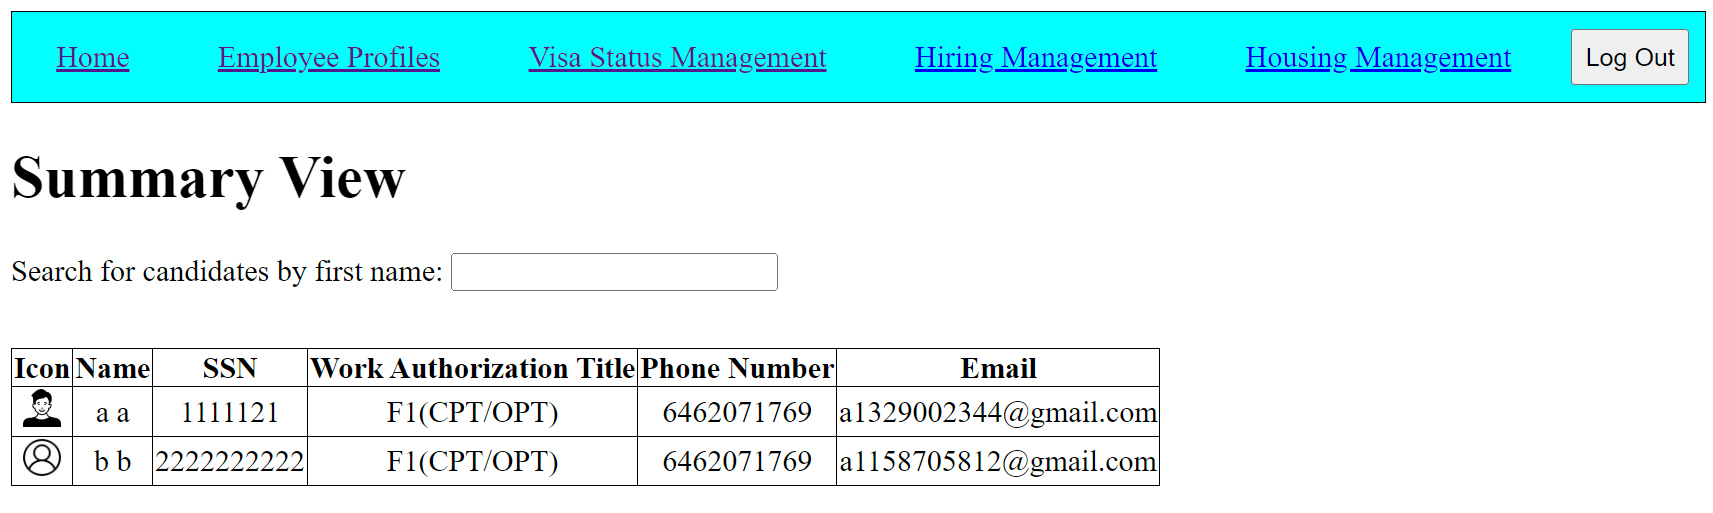 Home Employee Profiles Visa Status Management Hiring Management Housing Management Log Out
Summary View
Search for candidates by first name:
Icon Name SSN Work Authorization Title Phone Number Email
a a 1111121 F1(CPT/OPT) 6462071769 a1329002344@gmail.com
b b 2222222222 F1(CPT/OPT) 6462071769 a1158705812@gmail.com